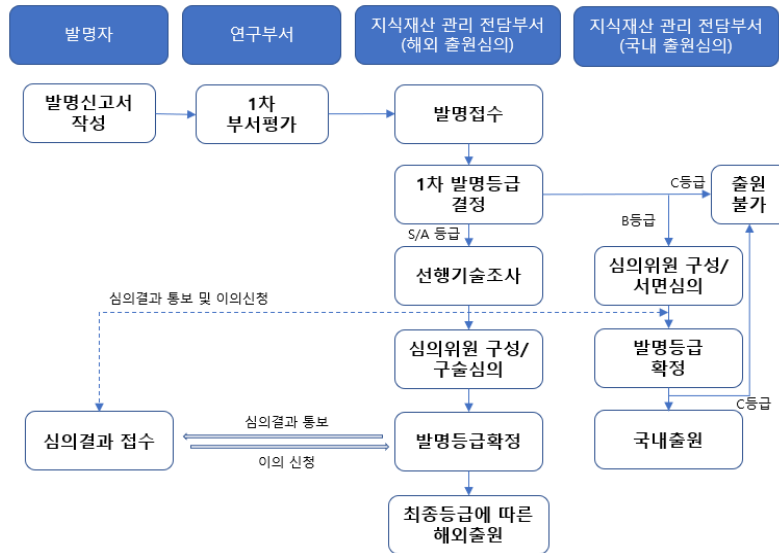 발명자
연구부서
지식재산 관리 전담부서
(해외 출원심의)
지식재산 관리 전담부서
(국내 출원심의)
발명신고서
작성
1차
부서평가
발명접수
1차 발명등급
결정
C등급
출원
불가
S/A 등급
B등급
선행기술조사
심의위원 구성/
서면심의
심의결과 통보 및 이의신청
심의위원 구성/
구술심의
발명등급
확정
C등급
심의결과 접수
심의결과 통보
이의 신청
발명등급확정
국내출원
최종등급에 따른
해외출원